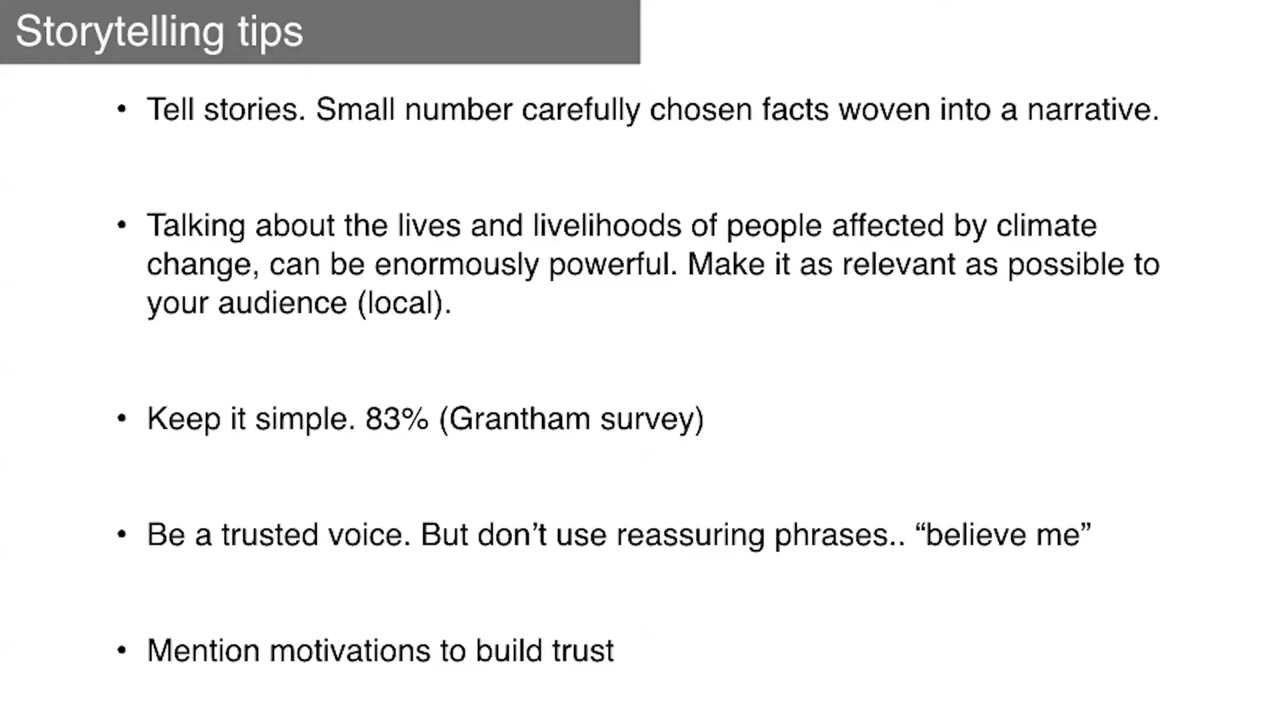 Storytelling tips
• Tell stories. Small number carefully chosen facts woven into a narrative.
• Talking about the lives and livelihoods of people affected by climate
change, can be enormously powerful. Make it as relevant as possible to
your audience (local).
• Keep it simple. 83% (Grantham survey)
• Be a trusted voice. But don’t use reassuring phrases.. “believe me”
• Mention motivations to build trust